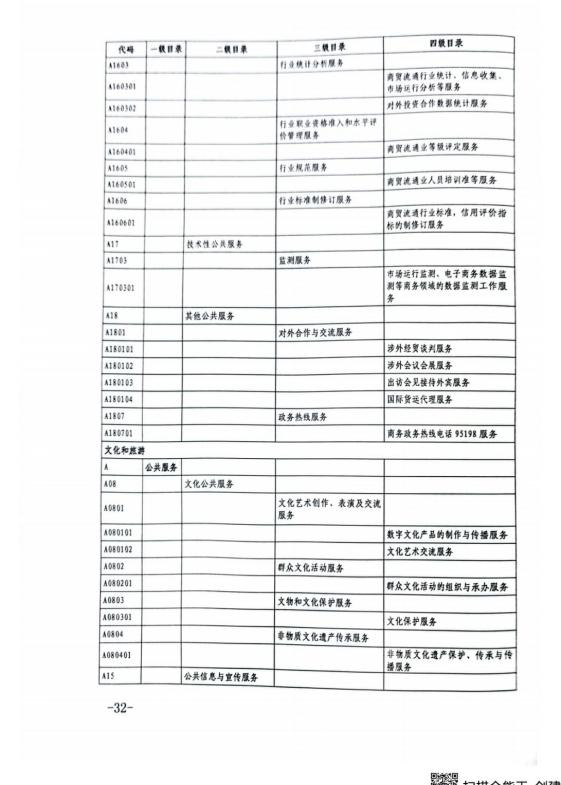 代码 一级目录 二级目录 三级目录 四级目录
A1603 行业统计分析服务
A160301 商贸流通行业统计、信息收集、
市场运行分析等服务
A160302 对外投资合作数据统计服务
A1604 行业职业资格准入和水平评
价管理服务
A160401 商贸流通业等级评定服务
A1605 行业规范服务
A160501 商贸流通业人员培训准等服务
A1606 行业标准制修订服务
A160601 商贸流通行业标准,信用评价指
标的制修订服务
A17 技术性公共服务
A1703 监测服务
A170301 市场运行监测、电子商务数据监
测等商务领域的数据监测工作服
务
A18 其他公共服务
A1801 对外合作与交流服务
A180101 涉外经贸谈判服务
A180102 涉外会议会展服务
A180103 出访会见接待外宾服务
A180104 国际货运代理服务
A1807 政务热线服务
A180701 商务政务热线电话 95198 服务
文化和旅游
A 公共服务
A08 文化公共服务
A0801 文化艺术创作、表演及交流
服务
A080101 数字文化产品的制作与传播服务
A080102 文化艺术交流服务
A0802 群众文化活动服务
A080201 群众文化活动的组织与承办服务
A0803 文物和文化保护服务
A080301 文化保护服务
A0804 非物质文化遗产传承服务
A080401 非物质文化遗产保护、传承与传
播服务
A15 公共信息与宣传服务
-32-